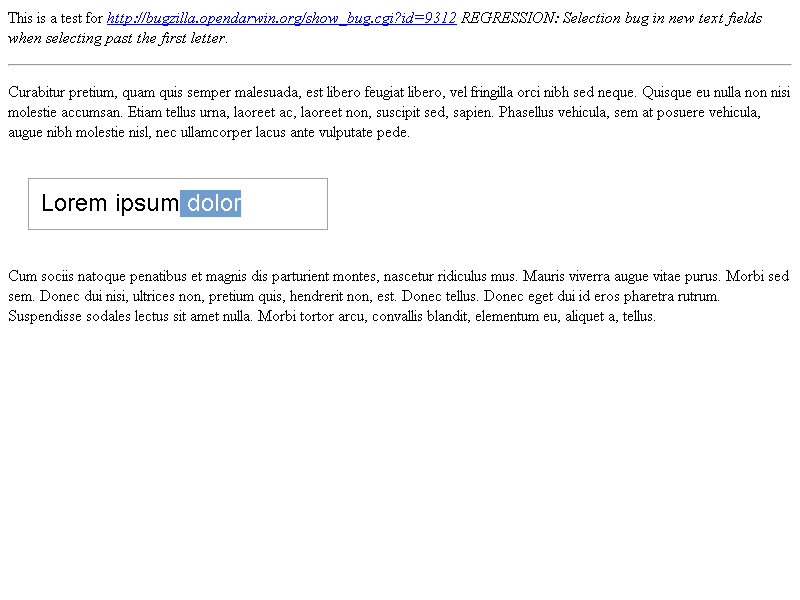 This is a test for http://bugzilla.opendarwin.org/show_bug.cgi?id=9312 REGRESSION: Selection bug in new text fields
when selecting past the first letter.
Curabitur pretium, quam quis semper malesuada, est libero feugiat libero, vel fringilla orci nibh sed neque. Quisque eu nulla non nisi
molestie accumsan. Etiam tellus urna, laoreet ac, laoreet non, suscipit sed, sapien. Phasellus vehicula, sem at posuere vehicula,
augue nibh molestie nisl, nec ullamcorper lacus ante vulputate pede.
Lorem ipsum dolor
Cum sociis natoque penatibus et magnis dis parturient montes, nascetur ridiculus mus. Mauris viverra augue vitae purus. Morbi sed
sem. Donec dui nisi, ultrices non, pretium quis, hendrerit non, est. Donec tellus. Donec eget dui id eros pharetra rutrum.
Suspendisse sodales lectus sit amet nulla. Morbi tortor arcu, convallis blandit, elementum eu, aliquet a, tellus.